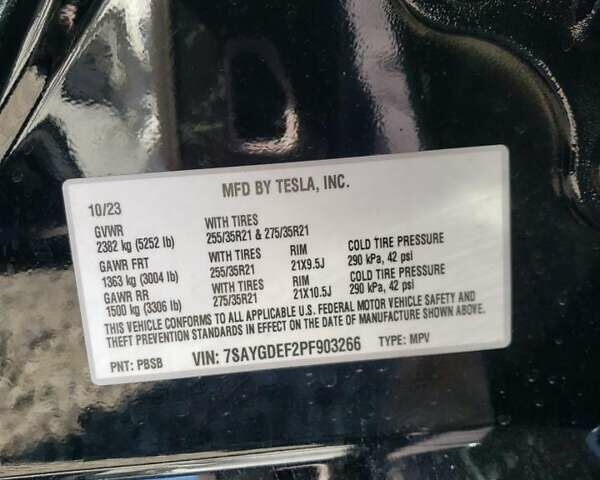 MFD BY TESLA, INC.
10/23
GVWR WITH TIRES
2382 kg (5252 lb) 255/35R21 & 275/35R21
GAWR FRT WITH TIRES RIM COLD TIRE PRESSURE
1363 kg (3004 lb) 255/35R21 21X9.5J 290 kPa, 42 psi
GAWR RR WITH TIRES RIM COLD TIRE PRESSURE
1500 kg (3306 lb) 275/35R21 21X10.5J 290 kPa, 42 psi
THIS VEHICLE CONFORMS TO ALL APPLICABLE U.S. FEDERAL MOTOR VEHICLE SAFETY AND
THEFT PREVENTION STANDARDS IN EFFECT ON THE DATE OF MANUFACTURE SHOWN ABOVE.
PNT: PBSB VIN: 7SAYGDEF2PF903266 TYPE: MPV